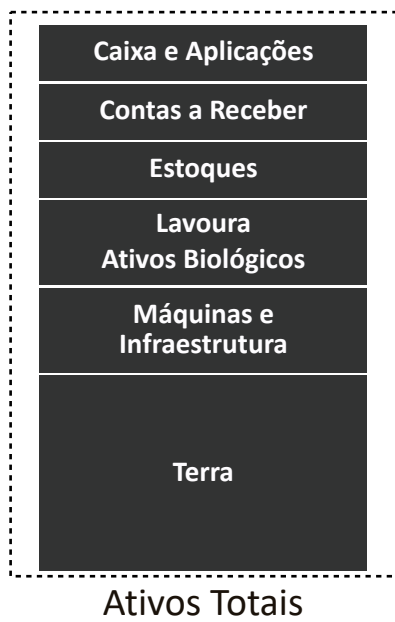 Caixa e Aplicações
Contas a Receber
Estoques
Lavoura
Ativos Biológicos
Máquinas e
Infraestrutura
Terra
Ativos Totais